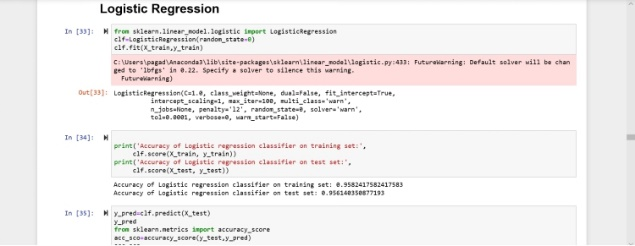 Logistic Regression
In [33]: from sklearn.linear_model.logistic import LogisticRegression
clf=LogisticRegression(random_state=0)
clf.fit(X_train,y_train)
C:\Users\pagad\Anaconda3\lib\site-packages\sklearn\linear_model\logistic.py:433: FutureWarning: Default solver will be chan
ged to 'lbfgs' in 0.22. Specify a solver to silence this warning.
FutureWarning)
Out[33]: LogisticRegression(C=1.0, class_weight=None, dual=False, fit_intercept=True,
intercept_scaling=1, max_iter=100, multi_class='warn',
n_jobs=None, penalty='l2', random_state=0, solver='warn',
tol=0.0001, verbose=0, warm_start=False)
In [34]:
print('Accuracy of Logistic regression classifier on training set:',
clf.score(X_train, y_train))
print('Accuracy of Logistic regression classifier on test set:',
clf.score(X_test, y_test))
Accuracy of Logistic regression classifier on training set: 0.9582417582417583
Accuracy of Logistic regression classifier on test set: 0.956140350877193
In [35]: y_pred=clf.predict(X_test)
y_pred
from sklearn.metrics import accuracy_score
acc_sco=accuracy_score(y_test,y_pred)